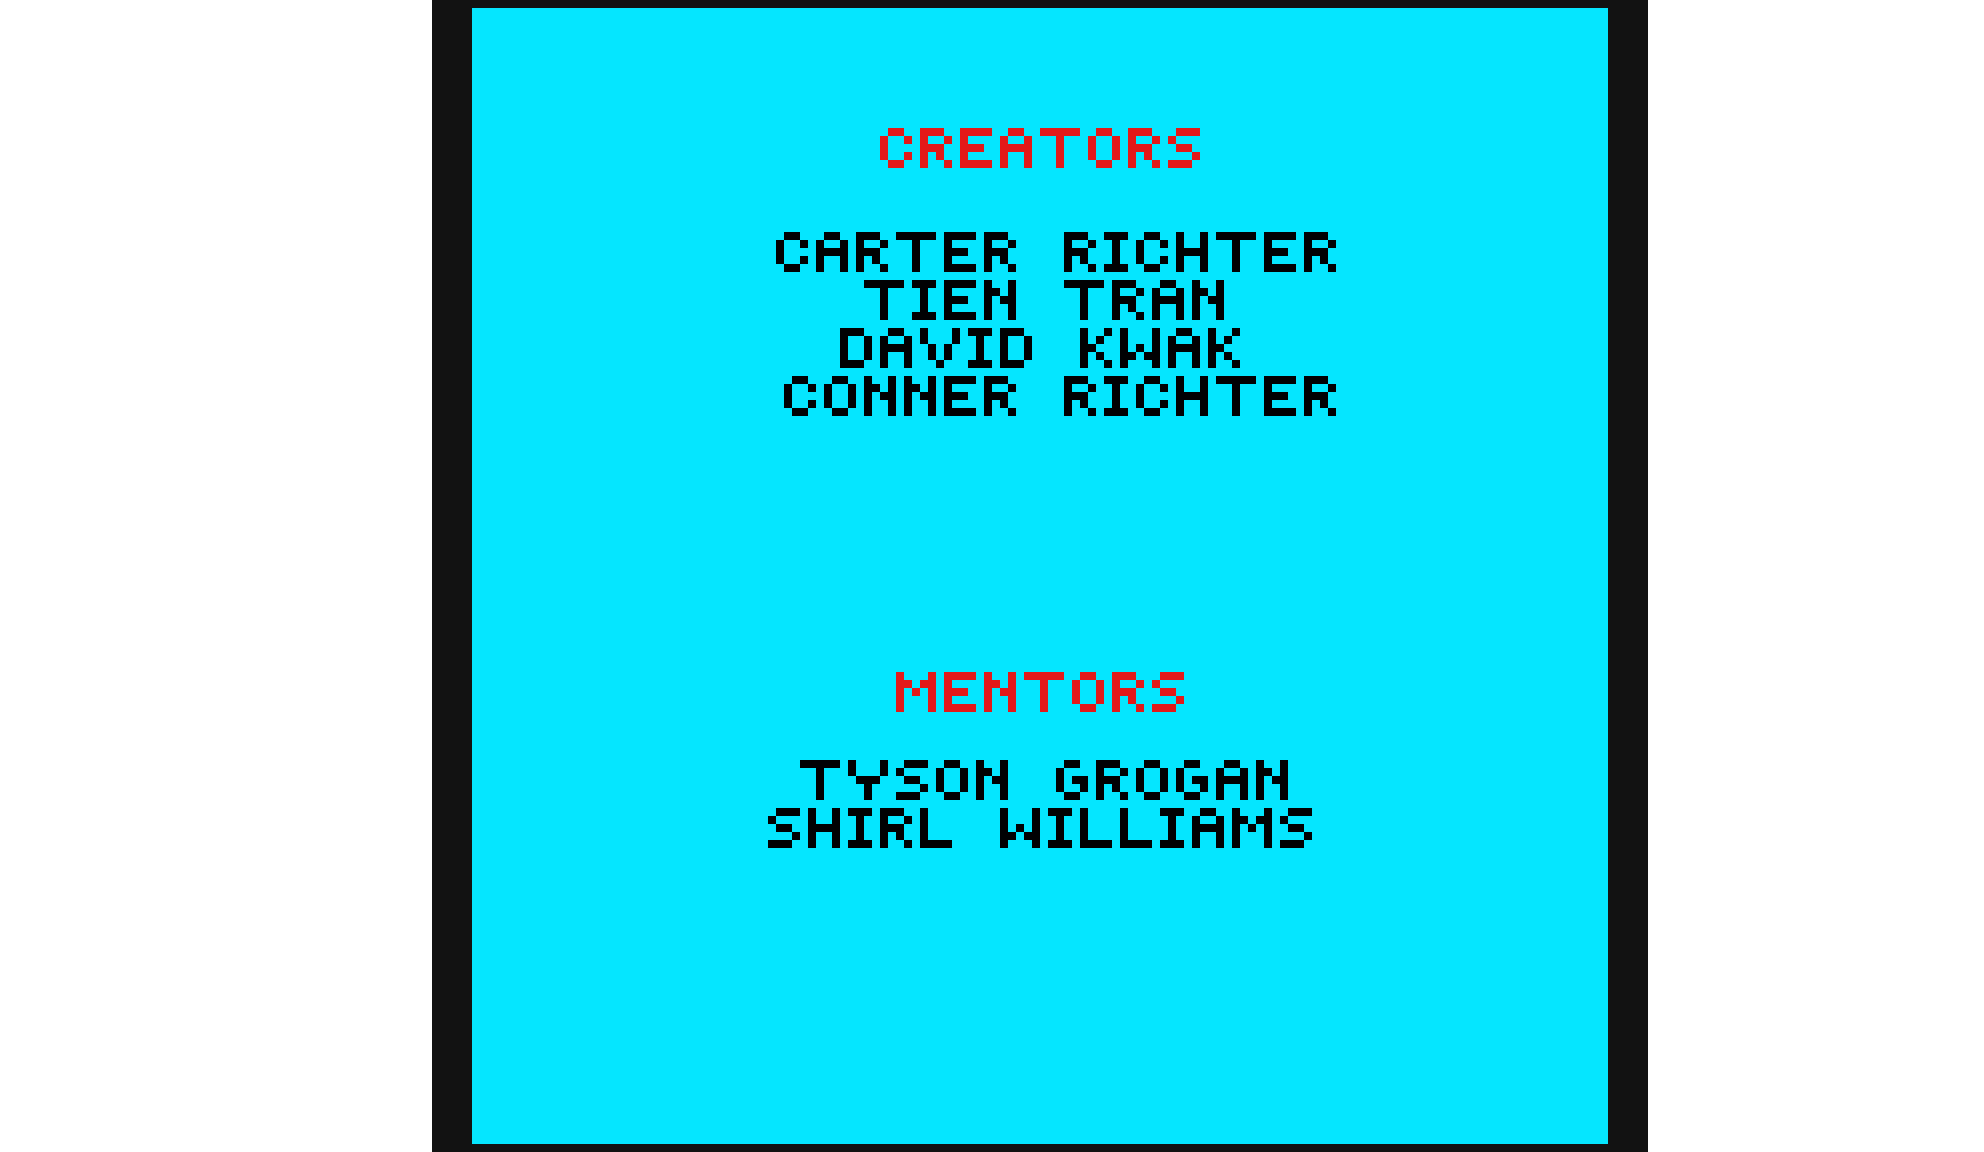 CREATORS
CARTER RICHTER
TIEN TRAN
DAVID KWAK
CONNER RICHTER
MENTORS
TYSON GROGAN
SHIRL WILLIAMS